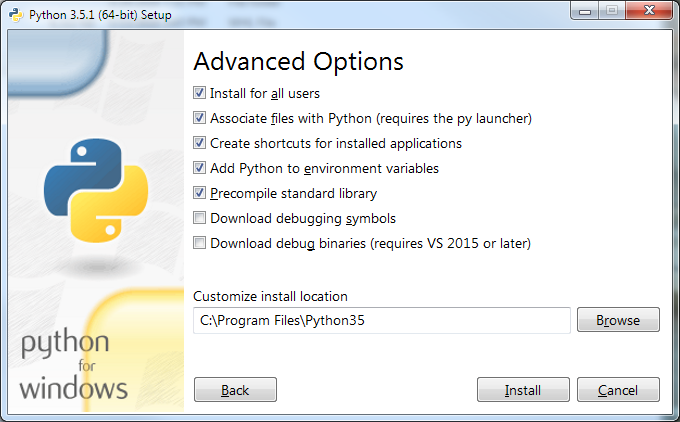 Python 3.5.1 (64-bit) Setup
Advanced Options
Install for all users
Associate files with Python (requires the py launcher)
Create shortcuts for installed applications
Add Python to environment variables
Precompile standard library
Download debugging symbols
Download debug binaries (requires VS 2015 or later)
Customize install location
C:\Program Files\Python35
Browse
python
for
windows
Back
Install
Cancel